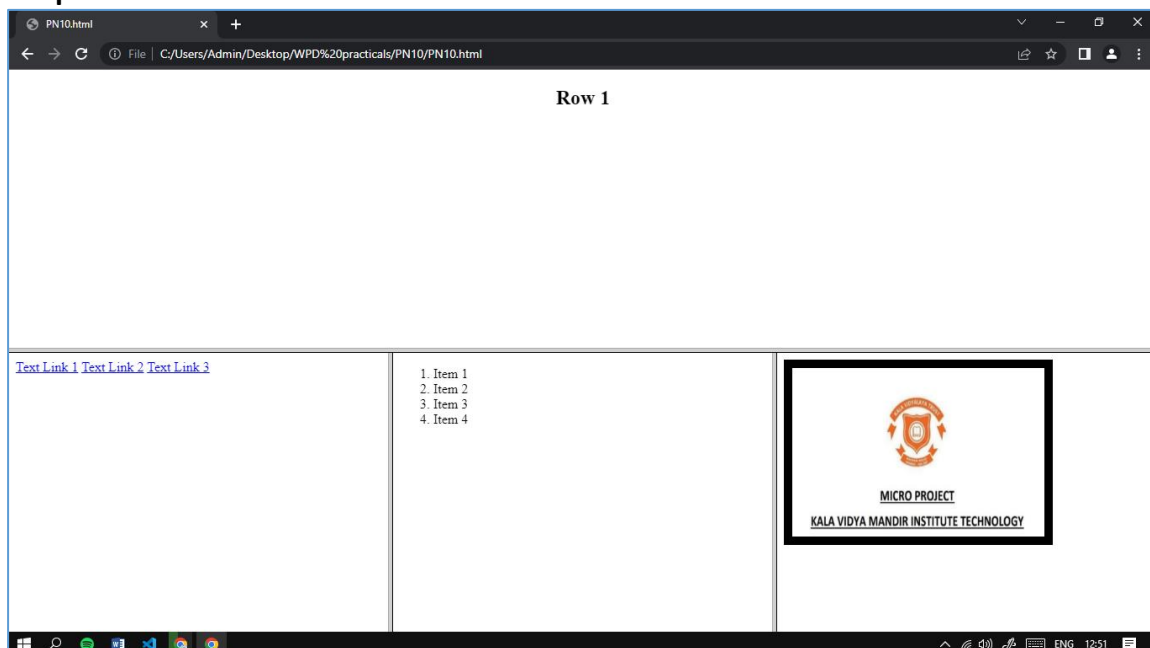 PN10.html
File | C:/Users/Admin/Desktop/WPD%20practicals/PN10/PN10.html
Row 1
Text Link 1 Text Link 2 Text Link 3
1. Item 1
2. Item 2
3. Item 3
4. Item 4
MICRO PROJECT
KALA VIDYA MANDIR INSTITUTE TECHNOLOGY
ENG 12:51